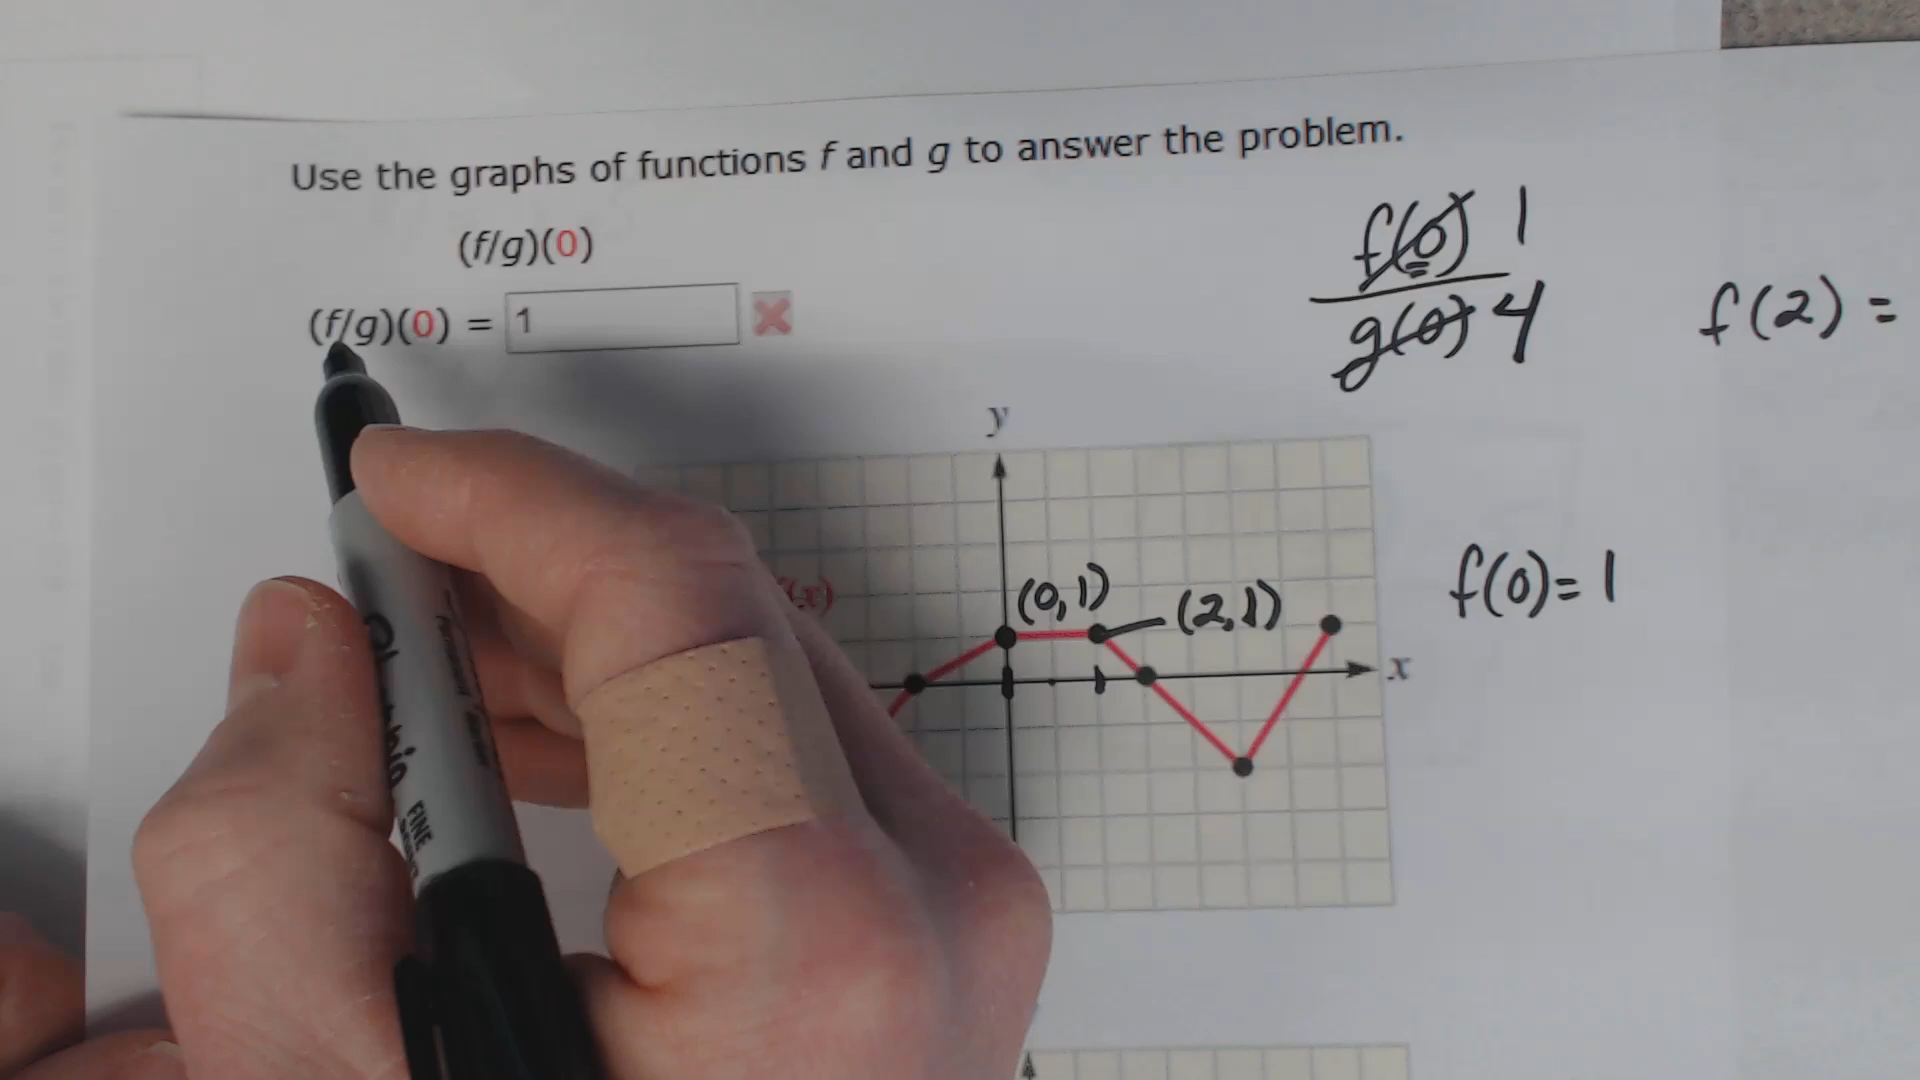 Use the graphs of functions f and g to answer the problem.
(f/g)(0)
(f/g)(0) = 1
f(0) 1
g(0) 4
f(2) =
y
(0,1)
(2,1)
f(0)= 1
(x)
x
FINE